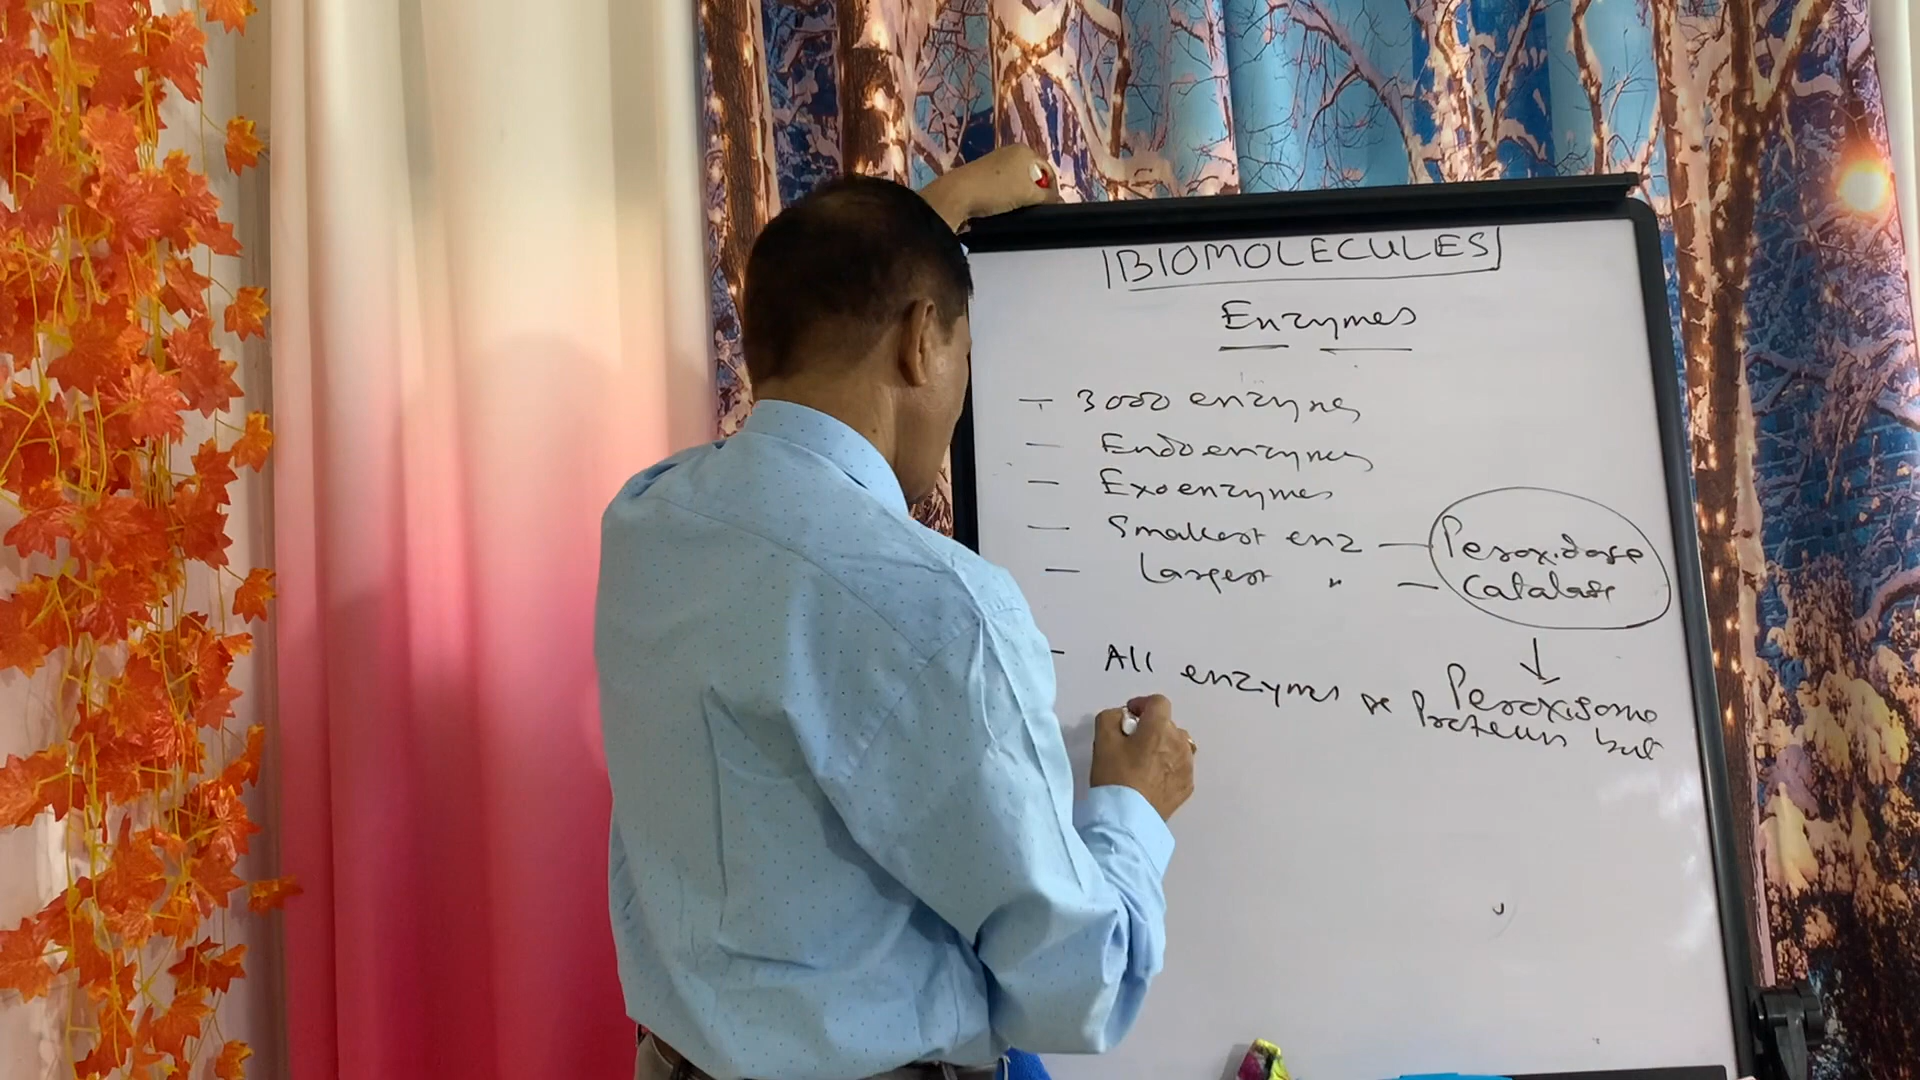 BIOMOLECULES
Enzymes
— 3000 enzymes
— Endoenzymes
— Exoenzymes
— Smallest enz — Peroxidase
— Largest " — Catalase
↓
Peroxisome
- All enzymes are Proteins but